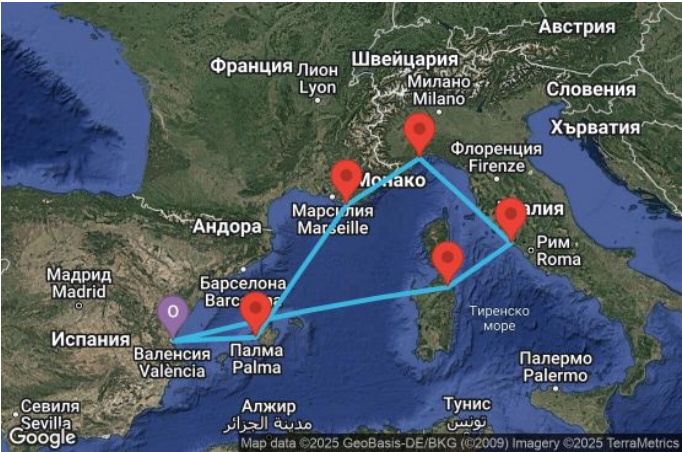 Австрия
Швейцария
Франция
Лион
Lyon
Милано
Milano
Словения
Хърватия
Флоренция
Firenze
Монако
Марсилия
Marseille
Андора
Рим
Roma
Мадрид
Madrid
Барселона
O
Тиренско
море
Испания
Валенсия
València
Палма
Palma
Палермо
Palermo
Севиля
Sevilla
Алжир
مدينة الجزائر
Тунис
تونس
Google
Map data ©2025 GeoBasis-DE/BKG (©2009) Imagery ©2025 TerraMetrics